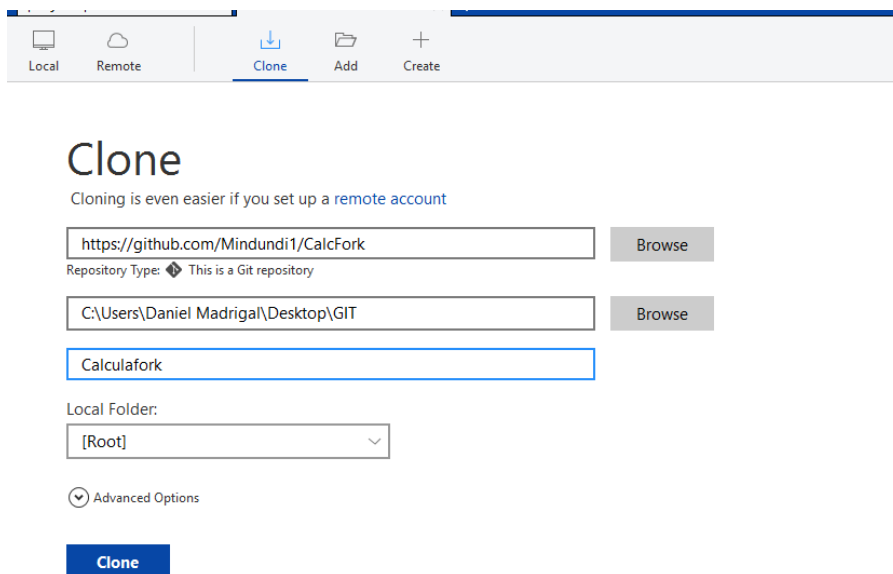 Local Remote Clone Add Create
Clone
Cloning is even easier if you set up a remote account
https://github.com/Mindundi1/CalcFork Browse
Repository Type: This is a Git repository
C:\Users\Daniel Madrigal\Desktop\GIT Browse
Calculafork
Local Folder:
[Root]
Advanced Options
Clone